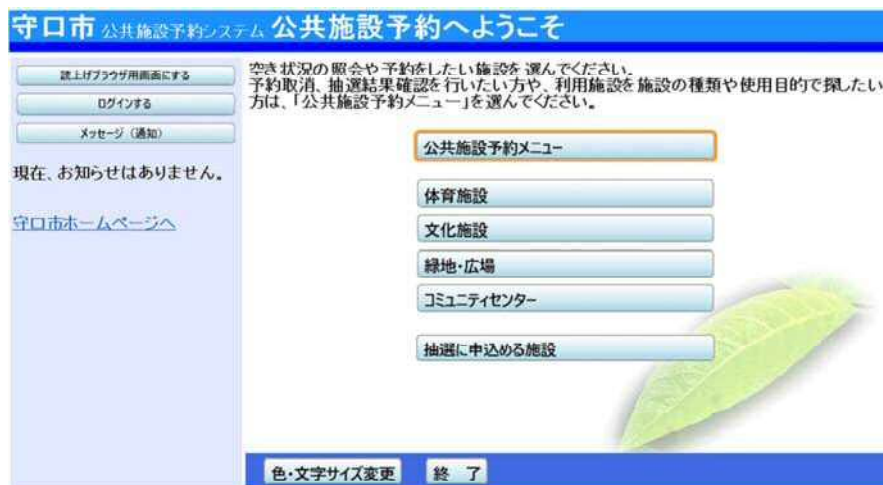 守口市 公共施設予約システム 公共施設予約へようこそ
読上げブラウザ用画面にする
ログインする
メッセージ（通知）
現在、お知らせはありません。
守口市ホームページへ
空き状況の照会や予約をしたい施設を選んでください。
予約取消、抽選結果確認を行いたい方や、利用施設を施設の種類や使用目的で探したい
方は、「公共施設予約メニュー」を選んでください。
公共施設予約メニュー
体育施設
文化施設
緑地・広場
コミュニティセンター
抽選に申込める施設
色・文字サイズ変更
終 了